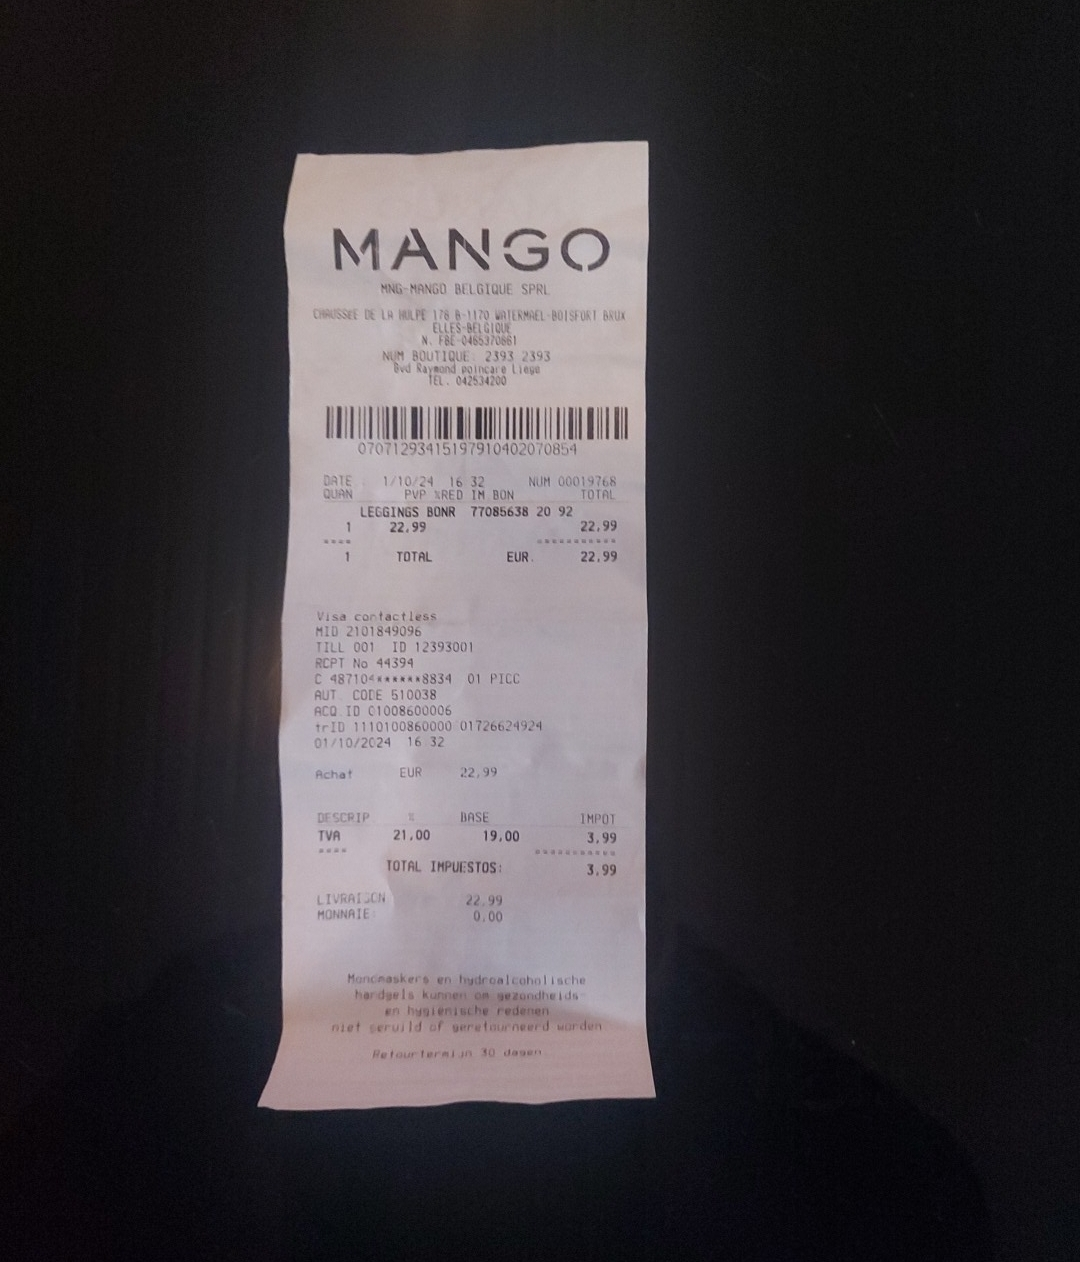 MANGO
MNG-MANGO BELGIQUE SPRL
CHAUSSEE DE LA HULPE 176 B-1170 WATERMAEL-BOISFORT BRUX
ELLES-BELGIQUE
N. FBE-0465370861
NUM BOUTIQUE: 2393 2393
Bvd Raymond poincare Liege
TEL. 042534200
07071293415197910402070854
DATE : 1/10/24 16 32 NUM 00019768
QUAN PVP %RED IM BON TOTAL
LEGGINGS BONR 77085638 20 92
1 22,99 22,99
==== ===========
1 TOTAL EUR. 22,99
Visa contactless
MID 2101849096
TILL 001 ID 12393001
RCPT No 44394
C 487104******8834 01 PICC
AUT. CODE 510038
ACQ.ID 01008600006
trID 1110100860000 01726624924
01/10/2024 16 32
Achat EUR 22,99
DESCRIP % BASE IMPOT
TVA 21,00 19,00 3,99
==== ===========
TOTAL IMPUESTOS: 3,99
LIVRAISON 22.99
MONNAIE: 0.00
Mondmaskers en hydroalcoholische
handgels kunnen om gezondheids-
en hygienische redenen
niet geruild of geretourneerd worden
Retourtermijn 30 dagen